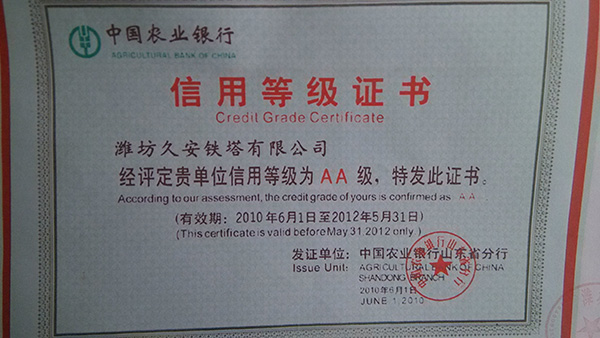 中国农业银行
AGRICULTURAL BANK OF CHINA
信用等级证书
Credit Grade Certificate
潍坊久安铁塔有限公司
经评定贵单位信用等级为AA级，特发此证书。
According to our assessment, the credit grade of yours is confirmed as AA
(有效期：2010年6月1日至2012年5月31日)
(This certificate is valid before May 31.2012 only.)
发证单位：中国农业银行山东省分行
Issue Unit: AGRICULTURAL BANK OF CHINA
SHANDONG BRANCH
2010年6月1
JUNE 1,2010